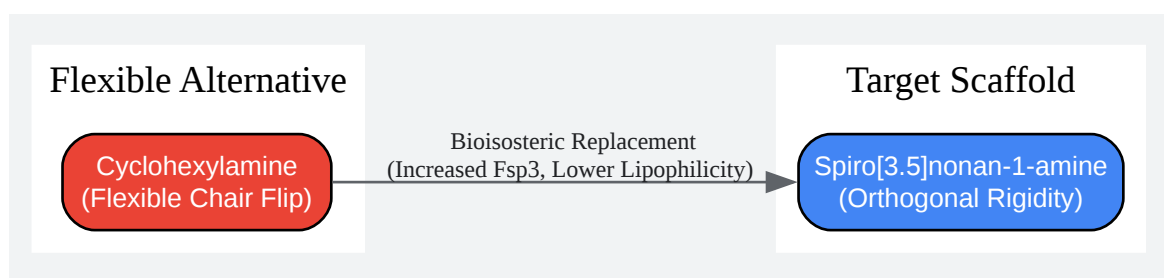 Flexible Alternative
Cyclohexylamine
(Flexible Chair Flip)
Bioisosteric Replacement
(Increased Fsp3, Lower Lipophilicity)
Target Scaffold
Spiro[3.5]nonan-1-amine
(Orthogonal Rigidity)